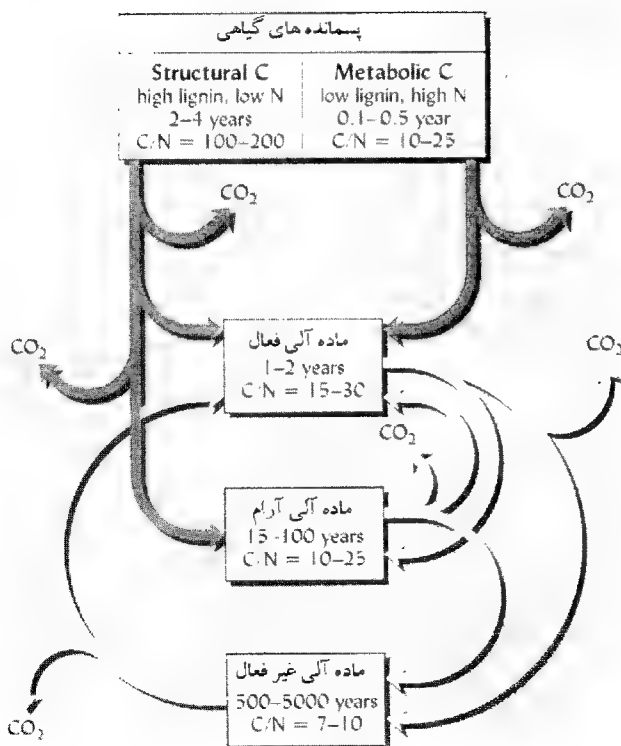 پسمانده های گیاهی
Structural C
high lignin, low N
2–4 years
C/N = 100–200
Metabolic C
low lignin, high N
0.1–0.5 year
C/N = 10–25
CO₂
CO₂
ماده آلی فعال
1–2 years
C/N = 15–30
CO₂
CO₂
CO₂
ماده آلی آرام
15-100 years
C/N = 10–25
ماده آلی غیر فعال
500–5000 years
C/N = 7–10
CO₂